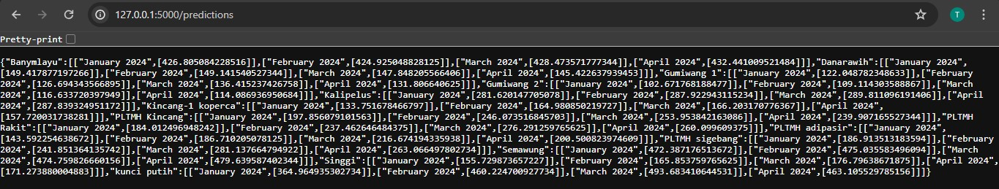 127.0.0.1:5000/predictions
T
Pretty-print
{"Banymlayu":[["January 2024",[426.805084228516]],["February 2024",[424.925048828125]],["March 2024",[428.473571777344]],["April 2024",[432.441009521484]]],"Danarawih":[["January 2024",
[149.417877197266]],["February 2024",[149.141540527344]],["March 2024",[147.848205566406]],["April 2024",[145.422637939453]]],"Gumiwang 1":[["January 2024",[122.048782348633]],["February
2024",[126.694343566895]],["March 2024",[136.415237426758]],["April 2024",[131.806640625]]],"Gumiwang 2":[["January 2024",[102.671768188477]],["February 2024",[109.114303588867]],["March
2024",[116.633720397949]],["April 2024",[114.086936950684]]],"Kalipelus":[["January 2024",[281.620147705078]],["February 2024",[287.922943115234]],["March 2024",[289.811096191406]],["April
2024",[287.839324951172]]],"Kincang-1 koperca":[["January 2024",[133.751678466797]],["February 2024",[164.980850219727]],["March 2024",[166.203170776367]],["April 2024",
[157.720031738281]]],"PLTMH Kincang":[["January 2024",[197.856079101563]],["February 2024",[246.073516845703]],["March 2024",[253.953842163086]],["April 2024",[239.907165527344]]],"PLTMH
Rakit":[["January 2024",[184.012496948242]],["February 2024",[237.462646484375]],["March 2024",[276.291259765625]],["April 2024",[260.099609375]]],"PLTMH adipasir":[["January 2024",
[143.592254638672]],["February 2024",[186.710205078125]],["March 2024",[216.674194335938]],["April 2024",[200.500823974609]]],"PLTMH sigebang":[["January 2024",[186.913513183594]],["February
2024",[241.851364135742]],["March 2024",[281.137664794922]],["April 2024",[263.066497802734]]],"Semawung":[["January 2024",[472.387176513672]],["February 2024",[475.035583496094]],["March
2024",[474.759826660156]],["April 2024",[479.639587402344]]],"Singgi":[["January 2024",[155.729873657227]],["February 2024",[165.853759765625]],["March 2024",[176.79638671875]],["April 2024",
[171.273880004883]]],"kunci putih":[["January 2024",[364.964935302734]],["February 2024",[460.224700927734]],["March 2024",[493.683410644531]],["April 2024",[463.105529785156]]]}